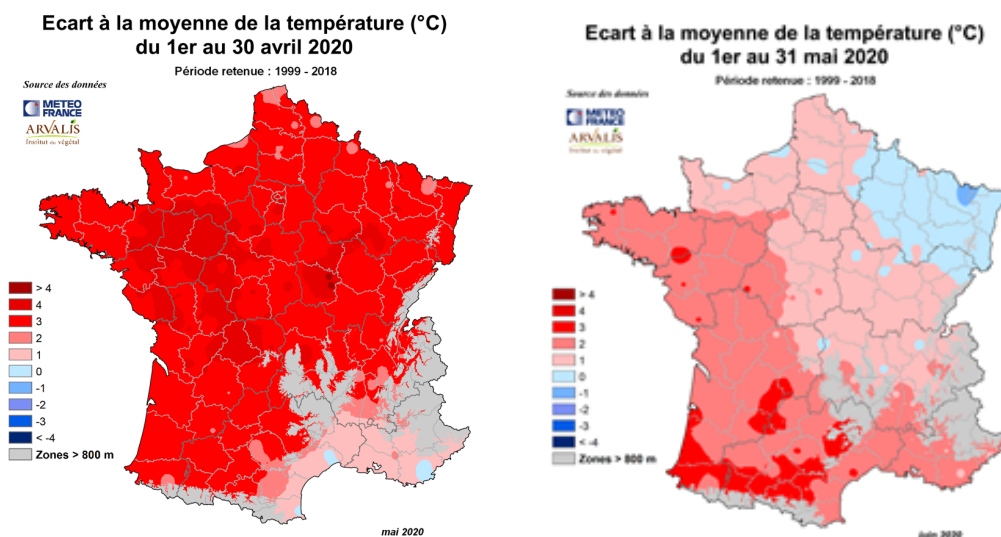 Ecart à la moyenne de la température (°C)
du 1er au 30 avril 2020
Période retenue : 1999 - 2018
Source des données
METEO
FRANCE
ARVALIS
Institut du végétal
> 4
4
3
2
1
0
-1
-2
-3
< -4
Zones > 800 m
mai 2020
Ecart à la moyenne de la température (°C)
du 1er au 31 mai 2020
Période retenue : 1999 - 2018
Source des données
METEO
FRANCE
ARVALIS
Institut du végétal
> 4
4
3
2
1
0
-1
-2
-3
< -4
Zones > 800 m
juin 2020